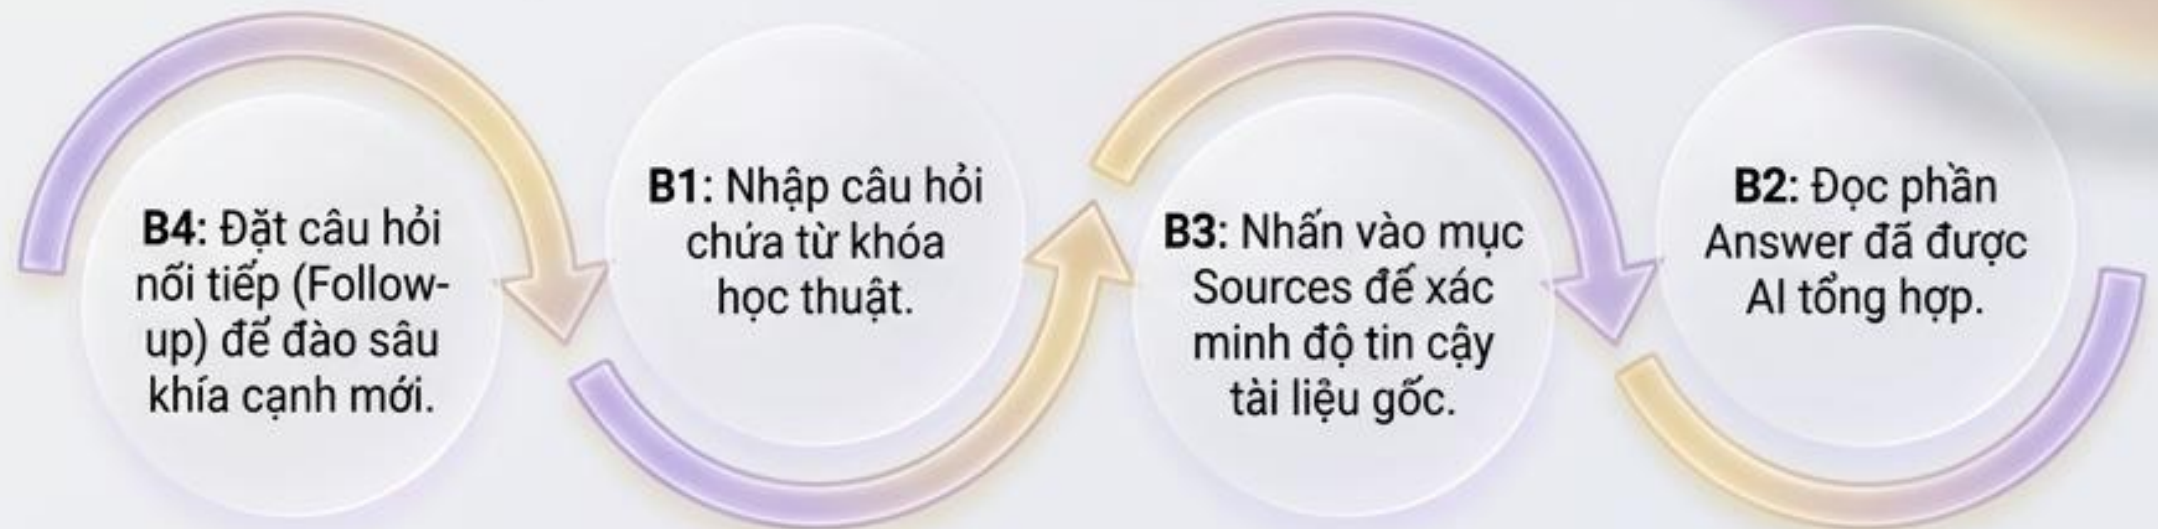 B4: Đặt câu hỏi
nối tiếp (Follow-
up) để đào sâu
khía cạnh mới.
B1: Nhập câu hỏi
chứa từ khóa
học thuật.
B3: Nhấn vào mục
Sources để xác
minh độ tin cậy
tài liệu gốc.
B2: Đọc phần
Answer đã được
AI tổng hợp.